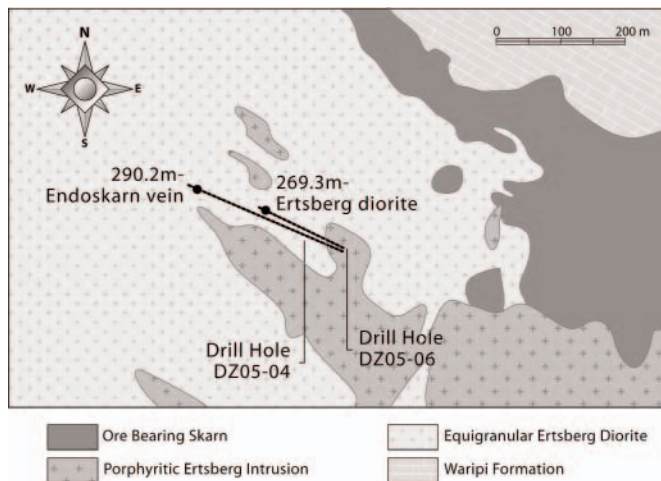 N
W
E
S
0 100 200 m
290.2m-
Endoskarn vein
269.3m-
Ertsberg diorite
Drill Hole
DZ05-04
Drill Hole
DZ05-06
Ore Bearing Skarn
Equigranular Ertsberg Diorite
Porphyritic Ertsberg Intrusion
Waripi Formation